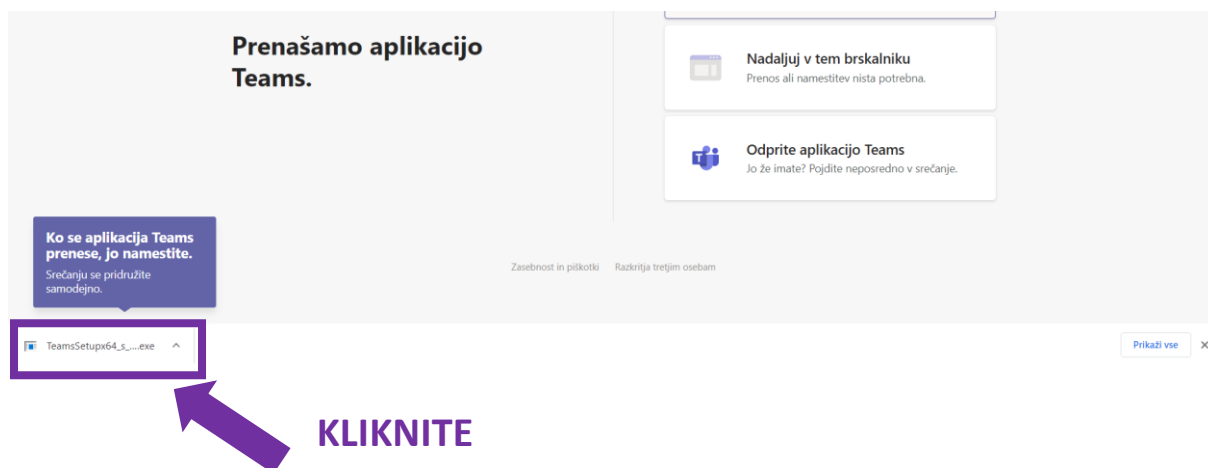 Prenašamo aplikacijo
Teams.
Nadaljuj v tem brskalniku
Prenos ali namestitev nista potrebna.
Odprite aplikacijo Teams
Jo že imate? Pojdite neposredno v srečanje.
Ko se aplikacija Teams
prenese, jo namestite.
Srečanju se pridružite
samodejno.
Zasebnost in piškotki Razkritja tretjim osebam
TeamsSetupx64_s_....exe
Prikaži vse
KLIKNITE